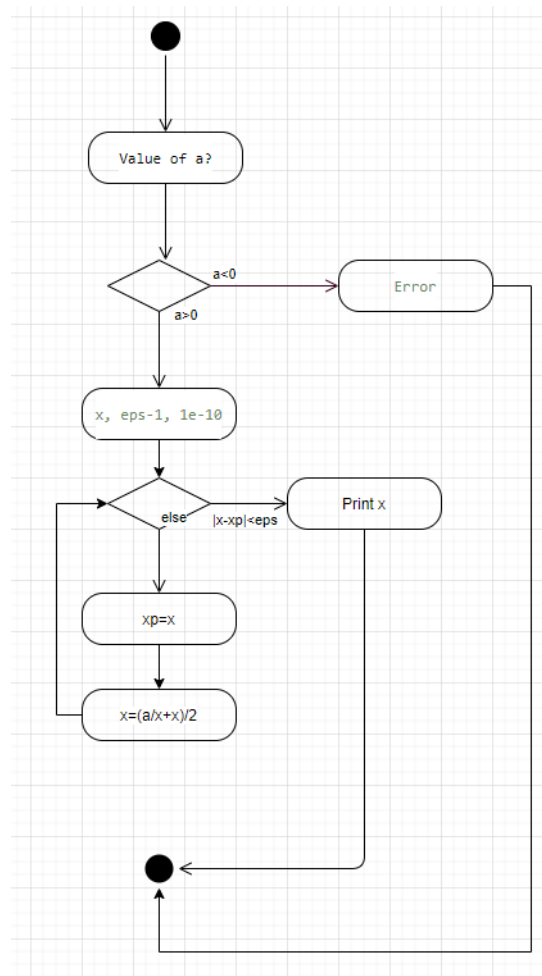 Value of a?
a<0
Error
a>0
x, eps-1, 1e-10
else
|x-xp|<eps
Print x
xp=x
x=(a/x+x)/2